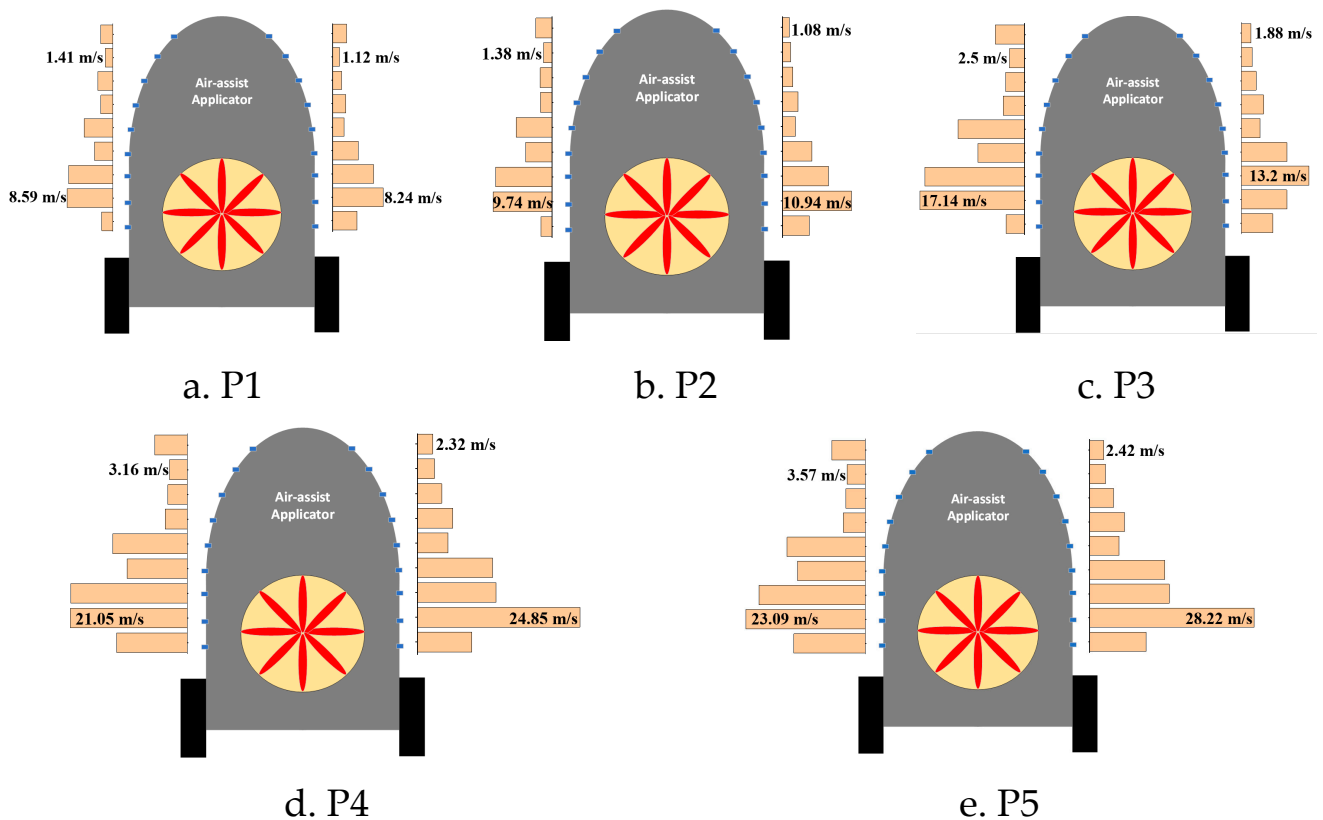 1.41 m/s
1.12 m/s
Air-assist
Applicator
8.59 m/s
8.24 m/s
a. P1
1.08 m/s
1.38 m/s
Air-assist
Applicator
9.74 m/s
10.94 m/s
b. P2
1.88 m/s
2.5 m/s
Air-assist
Applicator
13.2 m/s
17.14 m/s
c. P3
2.32 m/s
3.16 m/s
Air-assist
Applicator
21.05 m/s
24.85 m/s
d. P4
2.42 m/s
3.57 m/s
Air-assist
Applicator
23.09 m/s
28.22 m/s
e. P5